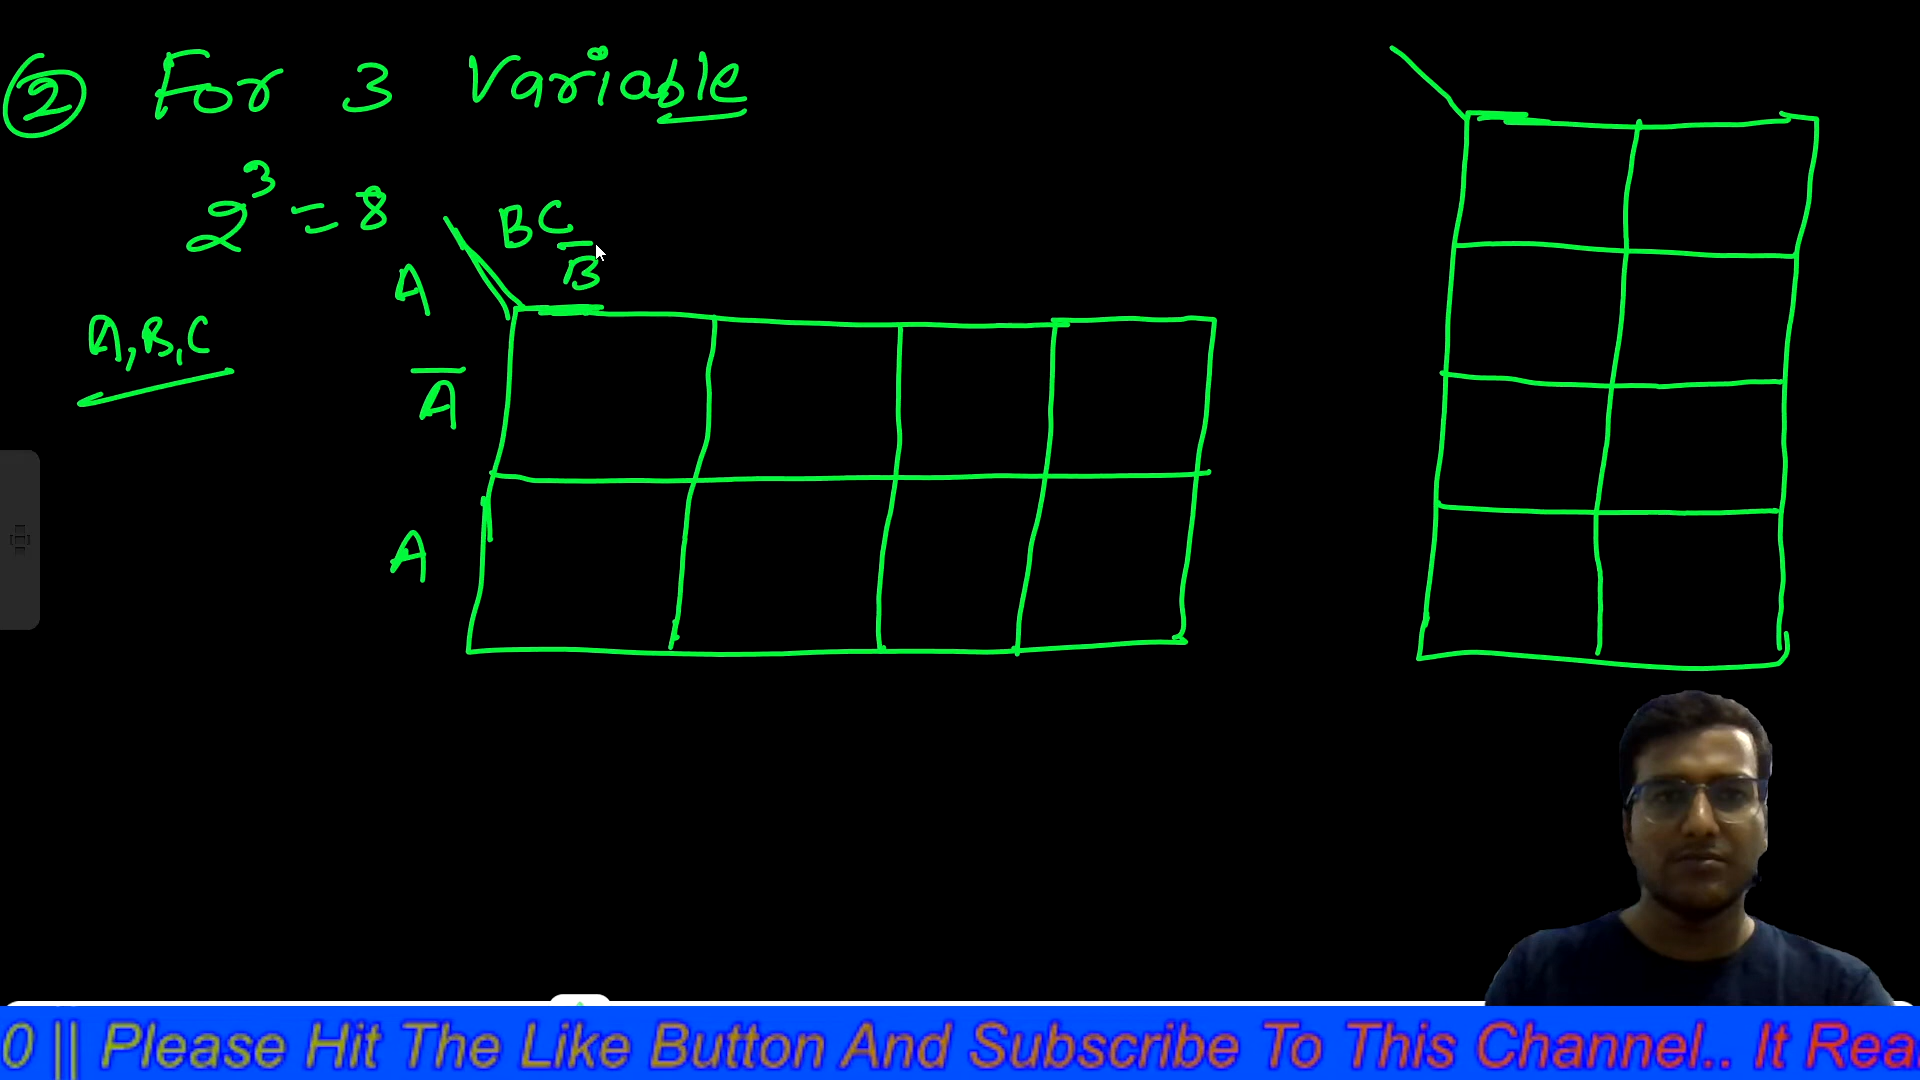 ② For 3 Variable
2³ = 8
A, B, C
BC
A
B̅
A̅
A
0 || Please Hit The Like Button And Subscribe To This Channel.. It Rea